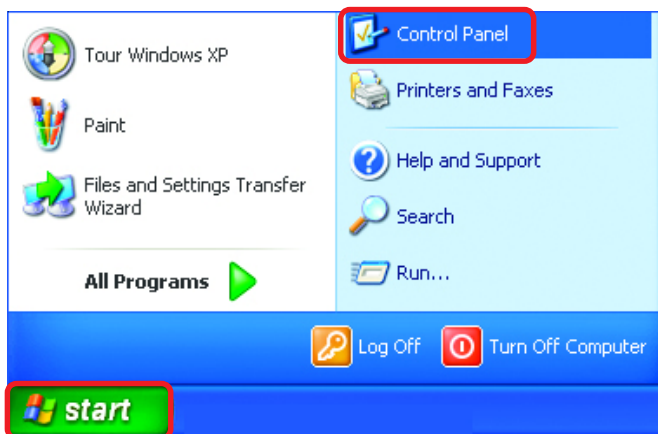 Tour Windows XP
Paint
Files and Settings Transfer
Wizard
All Programs
Control Panel
Printers and Faxes
Help and Support
Search
Run...
Log Off
Turn Off Computer
start